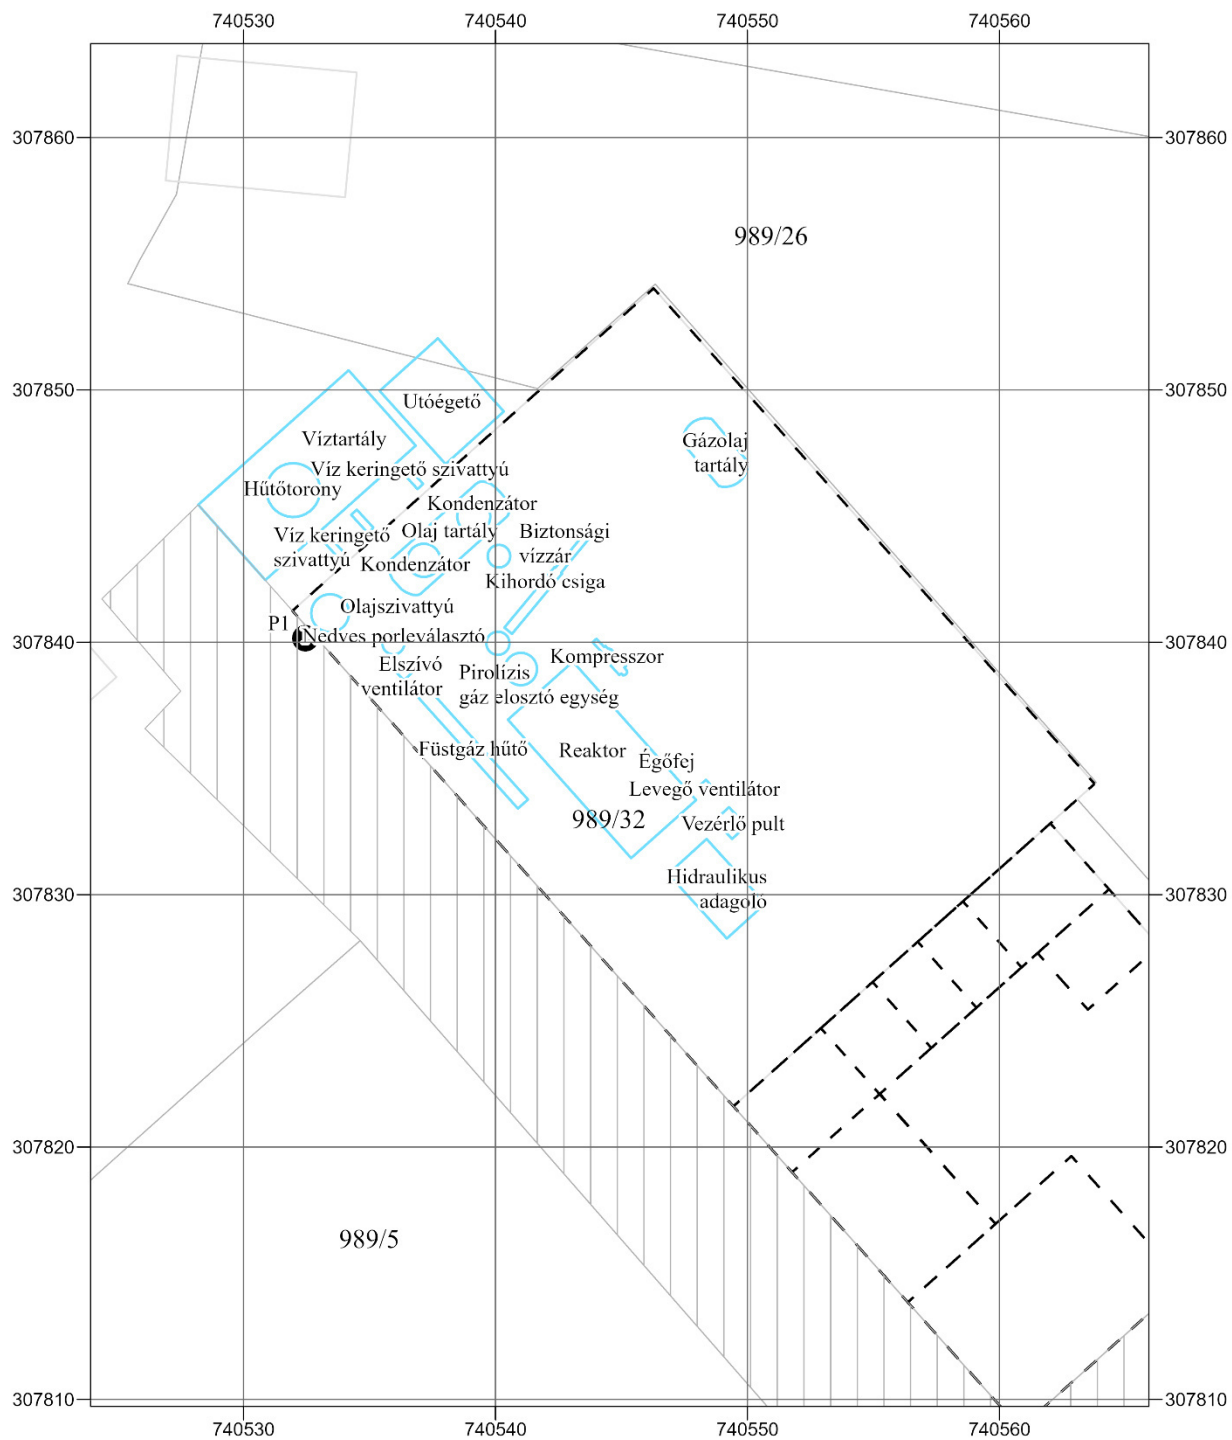 740530 740540 740550 740560
307860 307860
989/26
307850 307850
Utóégető
Víztartály
Gázolaj
tartály
Víz keringető szivattyú
Hűtőtorony
Kondenzátor
Olaj tartály
Biztonsági
vízzár
Víz keringető
szivattyú
Kondenzátor
Kihordó csiga
Olajszivattyú
P1
Nedves porleválasztó
307840 307840
Kompresszor
Elszívó
ventilátor
Pirolízis
gáz elosztó egység
Füstgáz hűtő
Reaktor
Égőfej
Levegő ventilátor
989/32
Vezérlő pult
Hidraulikus
adagoló
307830 307830
307820 307820
989/5
307810 307810
740530 740540 740550 740560